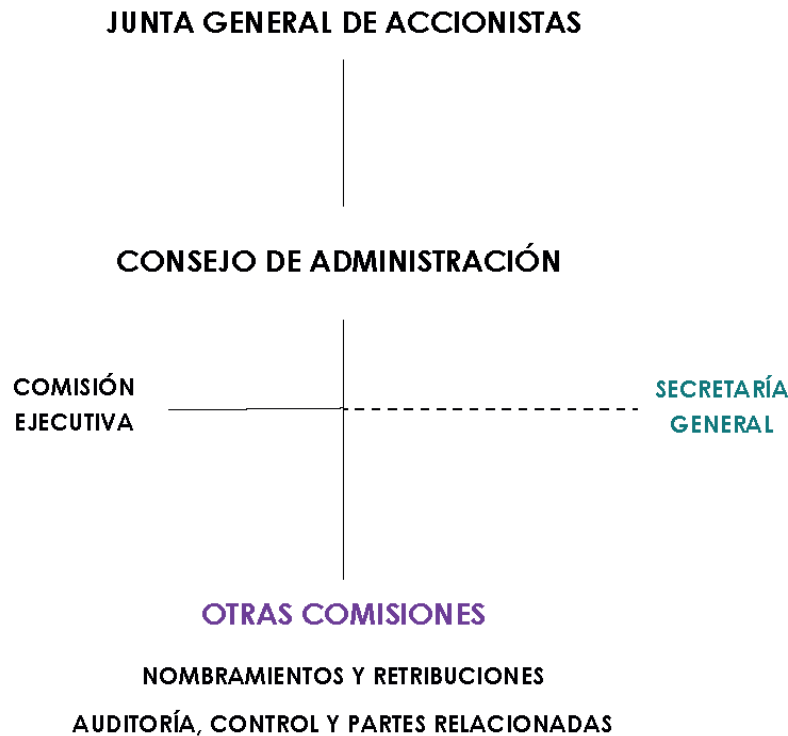 JUNTA GENERAL DE ACCIONISTAS
CONSEJO DE ADMINISTRACIÓN
COMISIÓN
EJECUTIVA
SECRETARÍA
GENERAL
OTRAS COMISIONES
NOMBRAMIENTOS Y RETRIBUCIONES
AUDITORÍA, CONTROL Y PARTES RELACIONADAS